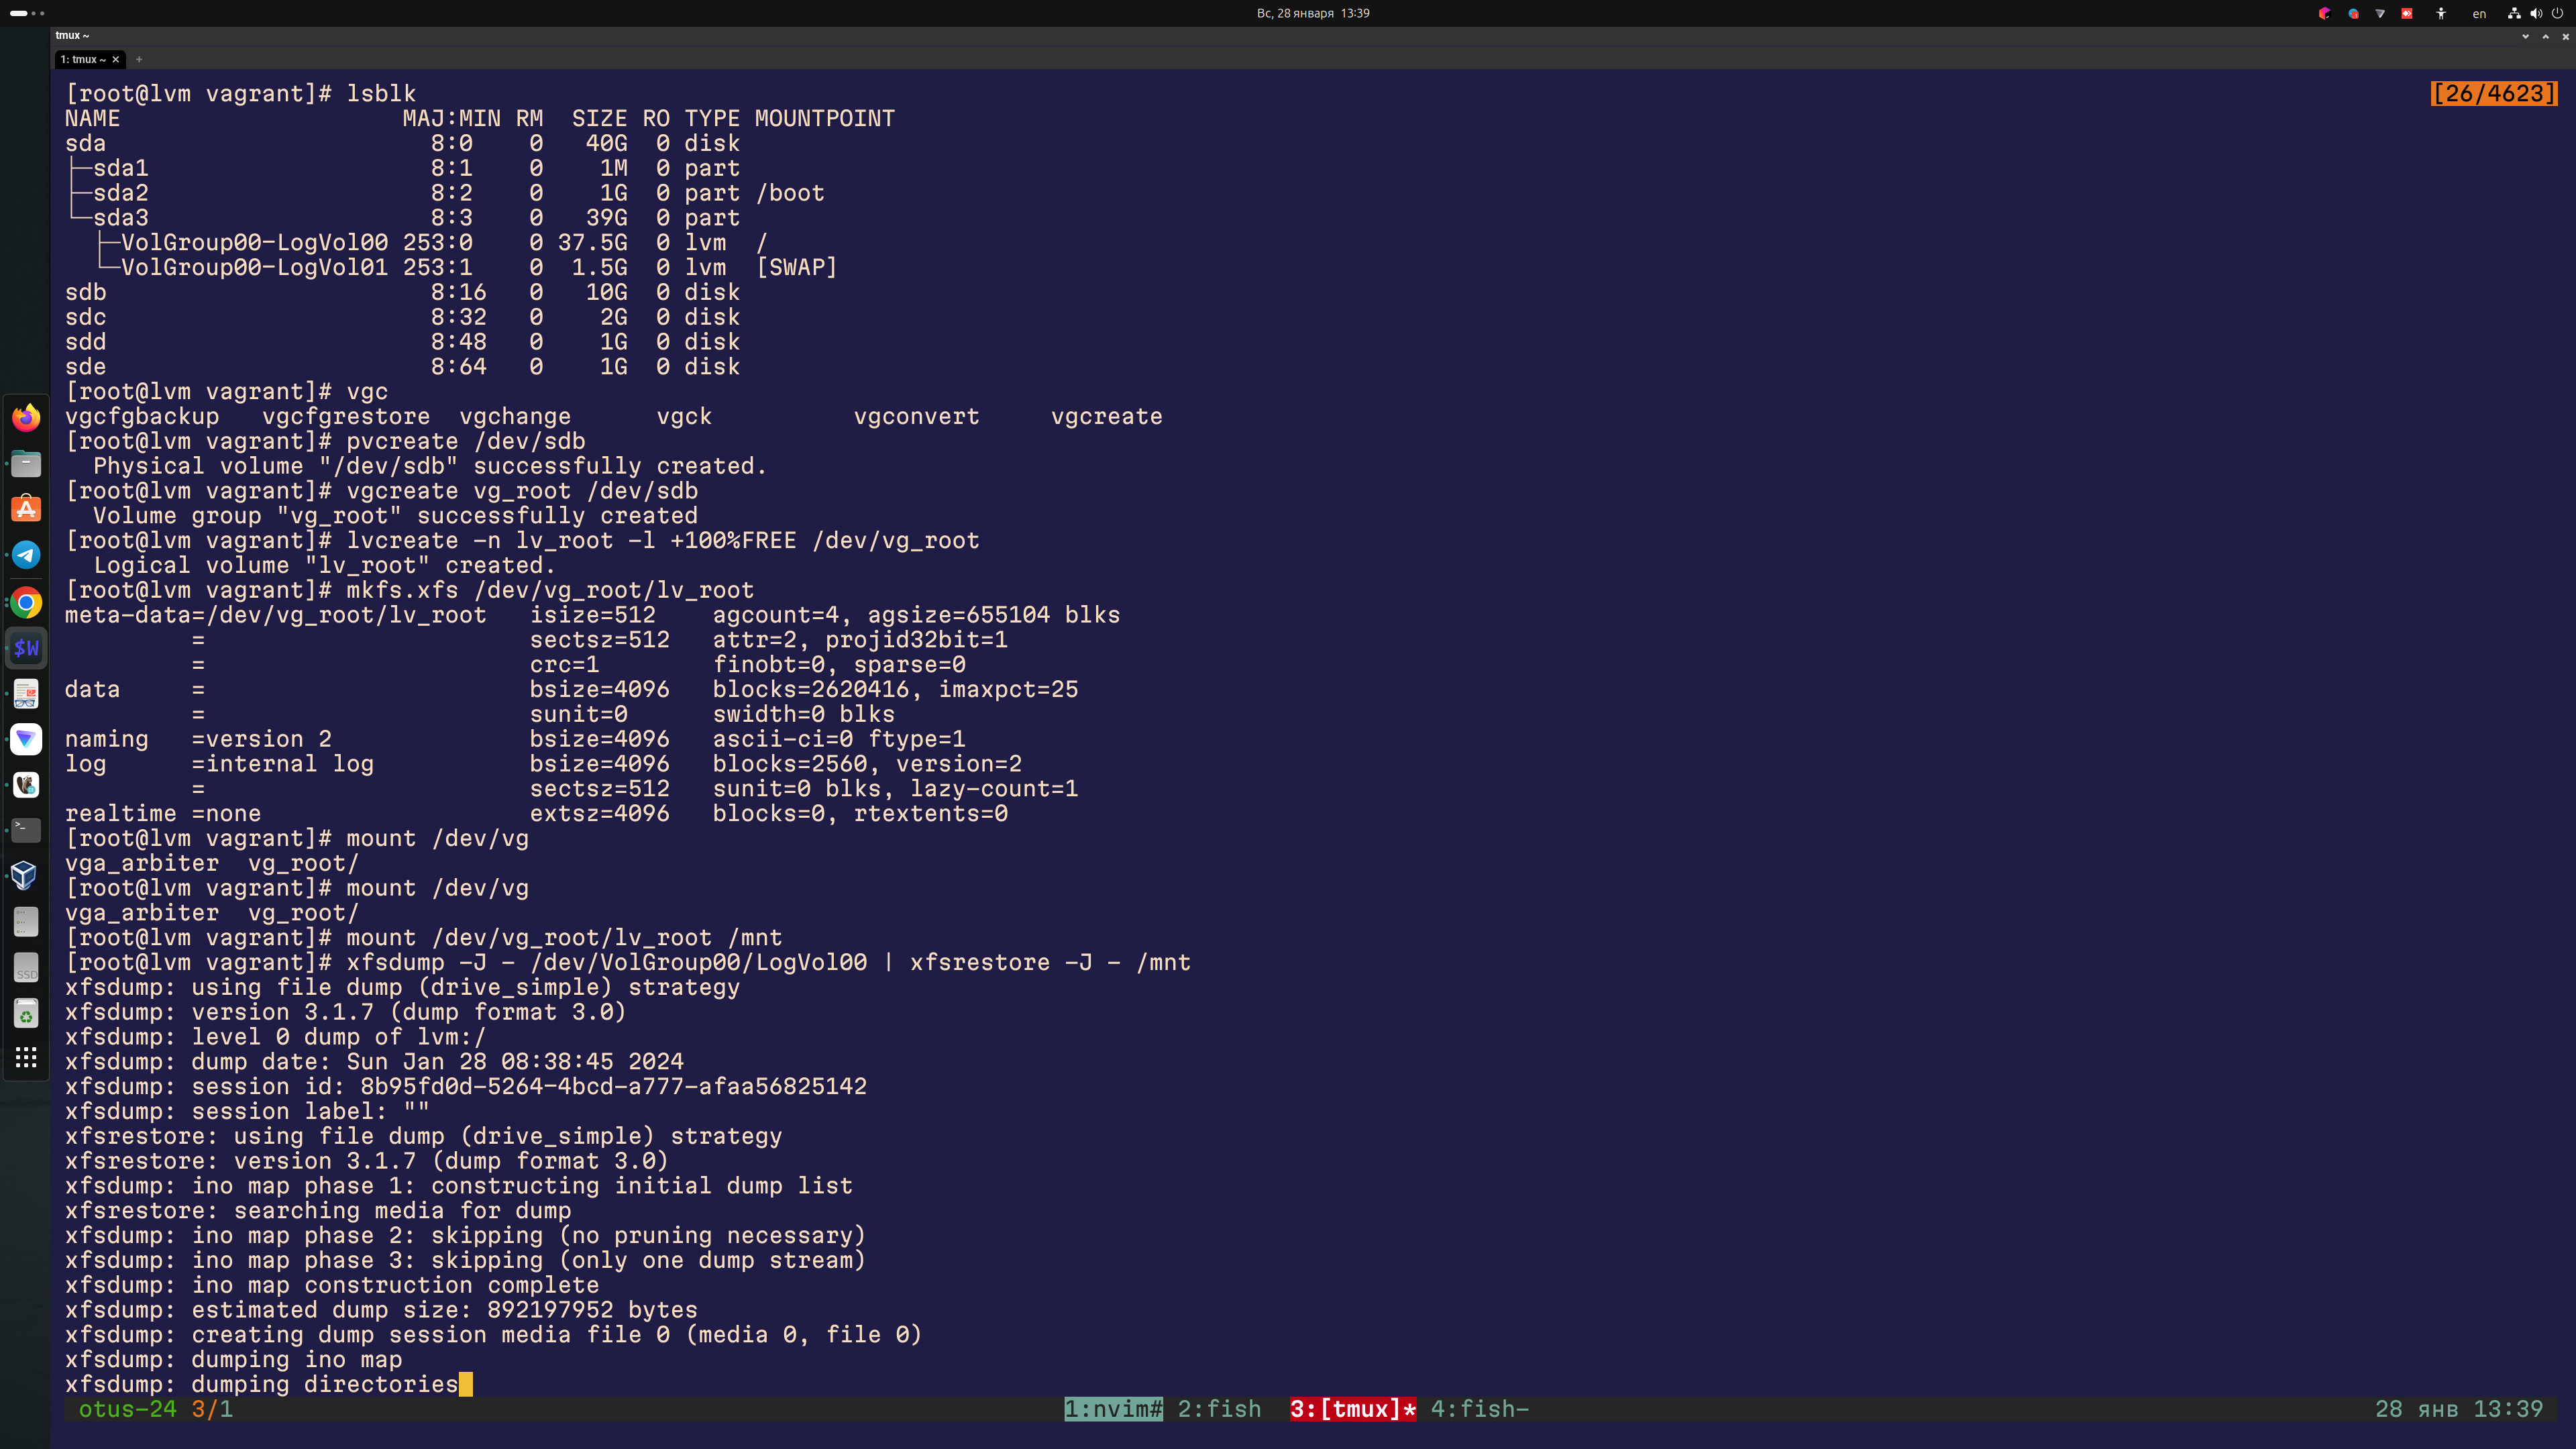 Вс, 28 января 13:39
en
tmux ~
1: tmux ~ × +
[root@lvm vagrant]# lsblk [26/4623]
NAME MAJ:MIN RM SIZE RO TYPE MOUNTPOINT
sda 8:0 0 40G 0 disk
├─sda1 8:1 0 1M 0 part
├─sda2 8:2 0 1G 0 part /boot
└─sda3 8:3 0 39G 0 part
  ├─VolGroup00-LogVol00 253:0 0 37.5G 0 lvm /
  └─VolGroup00-LogVol01 253:1 0 1.5G 0 lvm [SWAP]
sdb 8:16 0 10G 0 disk
sdc 8:32 0 2G 0 disk
sdd 8:48 0 1G 0 disk
sde 8:64 0 1G 0 disk
[root@lvm vagrant]# vgc
vgcfgbackup vgcfgrestore vgchange vgck vgconvert vgcreate
[root@lvm vagrant]# pvcreate /dev/sdb
  Physical volume "/dev/sdb" successfully created.
[root@lvm vagrant]# vgcreate vg_root /dev/sdb
  Volume group "vg_root" successfully created
[root@lvm vagrant]# lvcreate -n lv_root -l +100%FREE /dev/vg_root
  Logical volume "lv_root" created.
[root@lvm vagrant]# mkfs.xfs /dev/vg_root/lv_root
meta-data=/dev/vg_root/lv_root isize=512 agcount=4, agsize=655104 blks
= sectsz=512 attr=2, projid32bit=1
= crc=1 finobt=0, sparse=0
data = bsize=4096 blocks=2620416, imaxpct=25
= sunit=0 swidth=0 blks
naming =version 2 bsize=4096 ascii-ci=0 ftype=1
log =internal log bsize=4096 blocks=2560, version=2
= sectsz=512 sunit=0 blks, lazy-count=1
realtime =none extsz=4096 blocks=0, rtextents=0
[root@lvm vagrant]# mount /dev/vg
vga_arbiter vg_root/
[root@lvm vagrant]# mount /dev/vg
vga_arbiter vg_root/
[root@lvm vagrant]# mount /dev/vg_root/lv_root /mnt
[root@lvm vagrant]# xfsdump -J - /dev/VolGroup00/LogVol00 | xfsrestore -J - /mnt
xfsdump: using file dump (drive_simple) strategy
xfsdump: version 3.1.7 (dump format 3.0)
xfsdump: level 0 dump of lvm:/
xfsdump: dump date: Sun Jan 28 08:38:45 2024
xfsdump: session id: 8b95fd0d-5264-4bcd-a777-afaa56825142
xfsdump: session label: ""
xfsrestore: using file dump (drive_simple) strategy
xfsrestore: version 3.1.7 (dump format 3.0)
xfsdump: ino map phase 1: constructing initial dump list
xfsrestore: searching media for dump
xfsdump: ino map phase 2: skipping (no pruning necessary)
xfsdump: ino map phase 3: skipping (only one dump stream)
xfsdump: ino map construction complete
xfsdump: estimated dump size: 892197952 bytes
xfsdump: creating dump session media file 0 (media 0, file 0)
xfsdump: dumping ino map
xfsdump: dumping directories
otus-24 3/1 1:nvim# 2:fish 3:[tmux]* 4:fish- 28 янв 13:39
$W
SSD